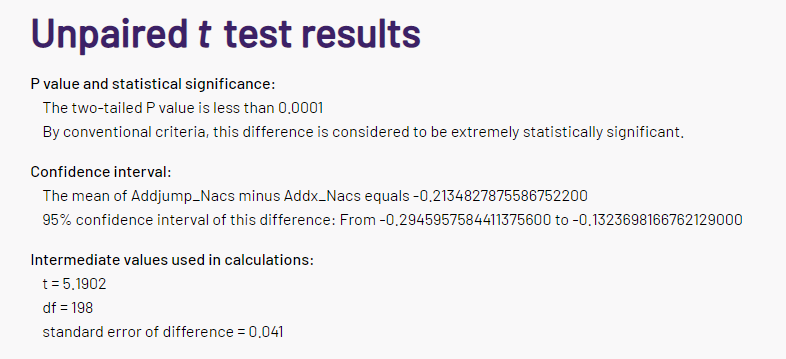 Unpaired t test results
P value and statistical significance:
The two-tailed P value is less than 0.0001
By conventional criteria, this difference is considered to be extremely statistically significant.
Confidence interval:
The mean of Addjump_Nacs minus Addx_Nacs equals -0.2134827875586752200
95% confidence interval of this difference: From -0.2945957584411375600 to -0.1323698166762129000
Intermediate values used in calculations:
t = 5.1902
df = 198
standard error of difference = 0.041